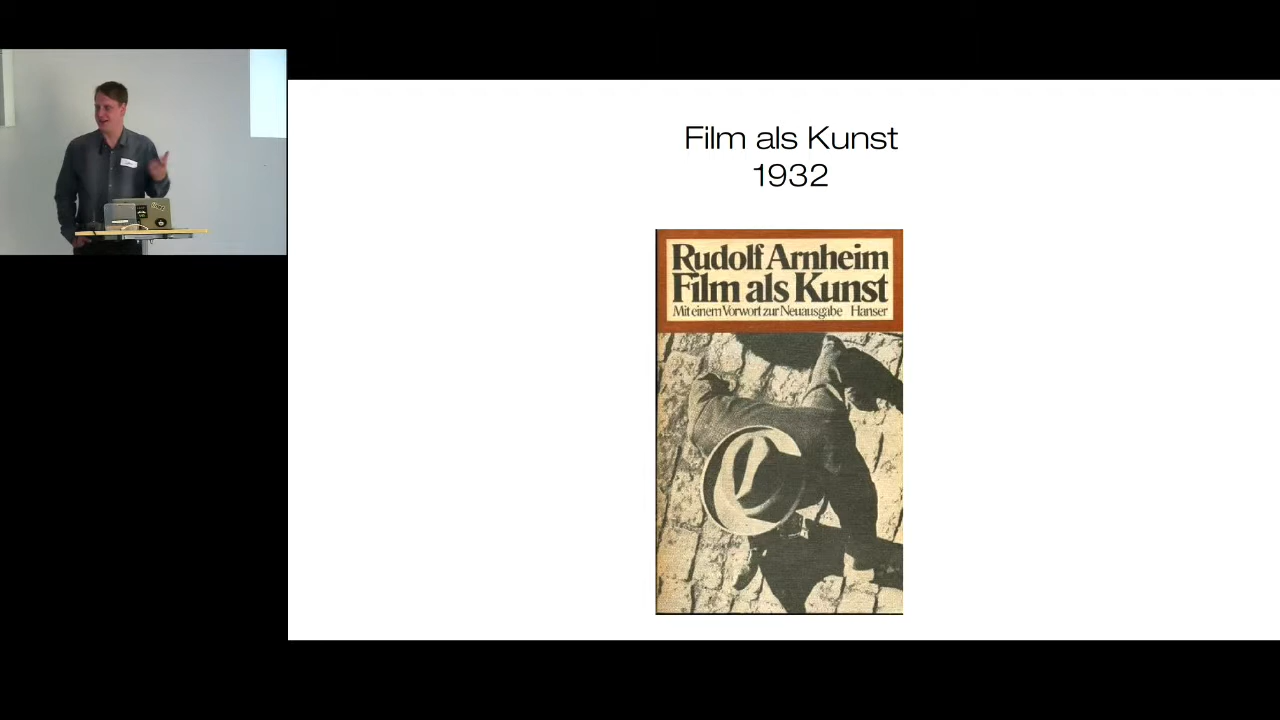 Film als Kunst
1932
Rudolf Arnheim
Film als Kunst
Mit einem Vorwort zur Neuausgabe Hanser